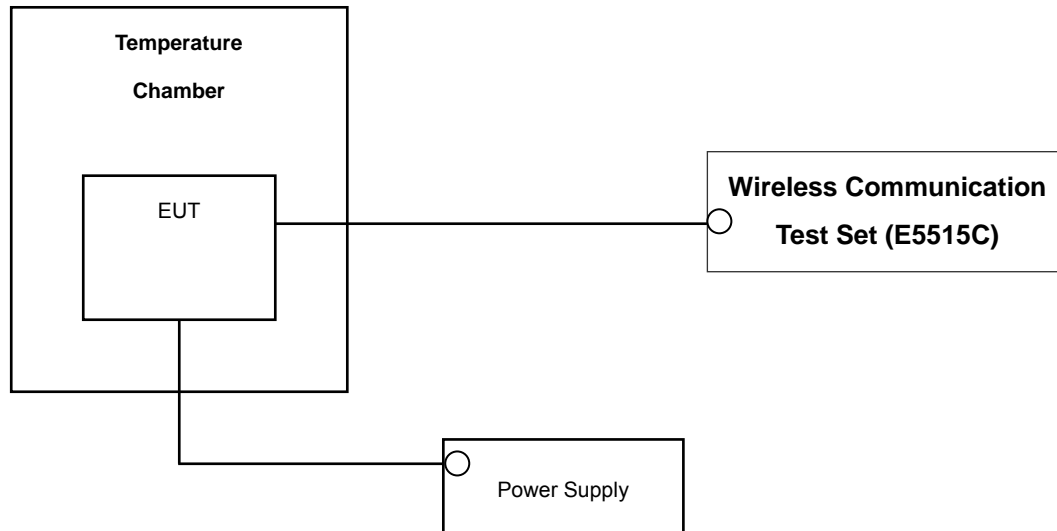 Temperature
Chamber
EUT
Wireless Communication
Test Set (E5515C)
Power Supply